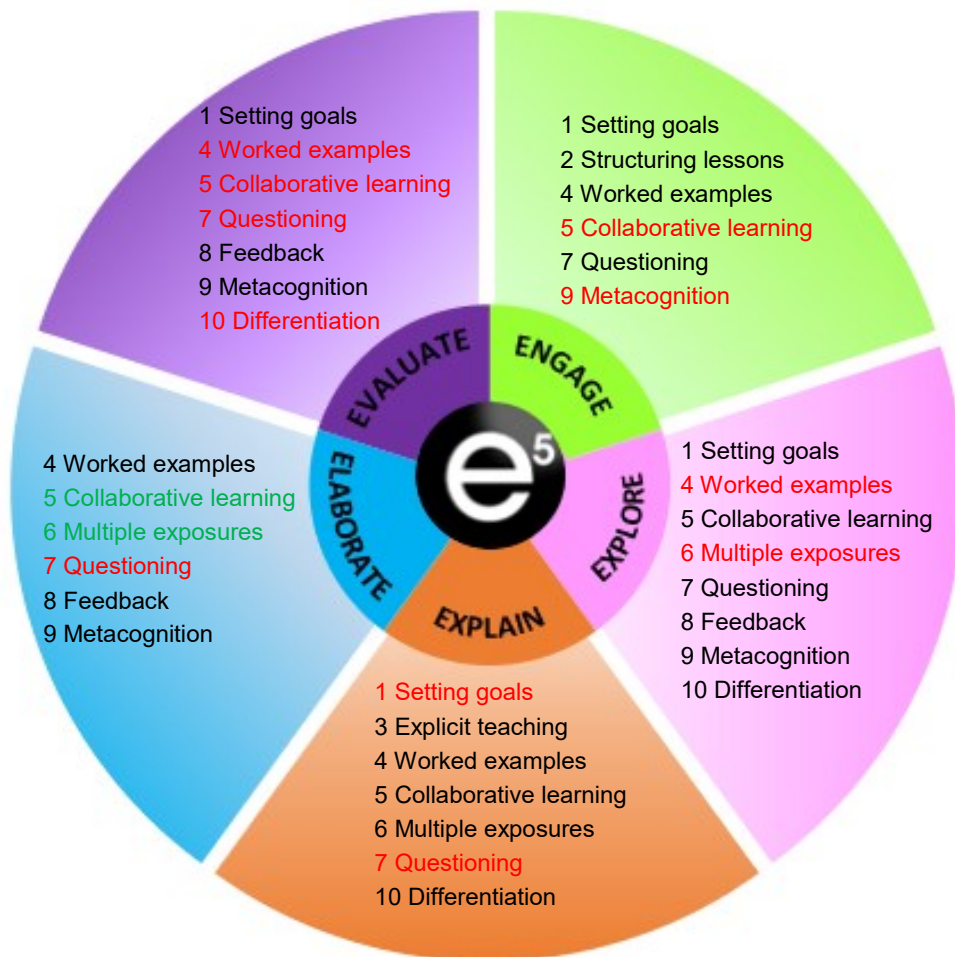 1 Setting goals
2 Structuring lessons
4 Worked examples
5 Collaborative learning
7 Questioning
9 Metacognition
1 Setting goals
4 Worked examples
5 Collaborative learning
6 Multiple exposures
7 Questioning
8 Feedback
9 Metacognition
10 Differentiation
1 Setting goals
3 Explicit teaching
4 Worked examples
5 Collaborative learning
6 Multiple exposures
7 Questioning
10 Differentiation
4 Worked examples
5 Collaborative learning
6 Multiple exposures
7 Questioning
8 Feedback
9 Metacognition
1 Setting goals
4 Worked examples
5 Collaborative learning
7 Questioning
8 Feedback
9 Metacognition
10 Differentiation
ENGAGE
EXPLORE
EXPLAIN
ELABORATE
EVALUATE
e5